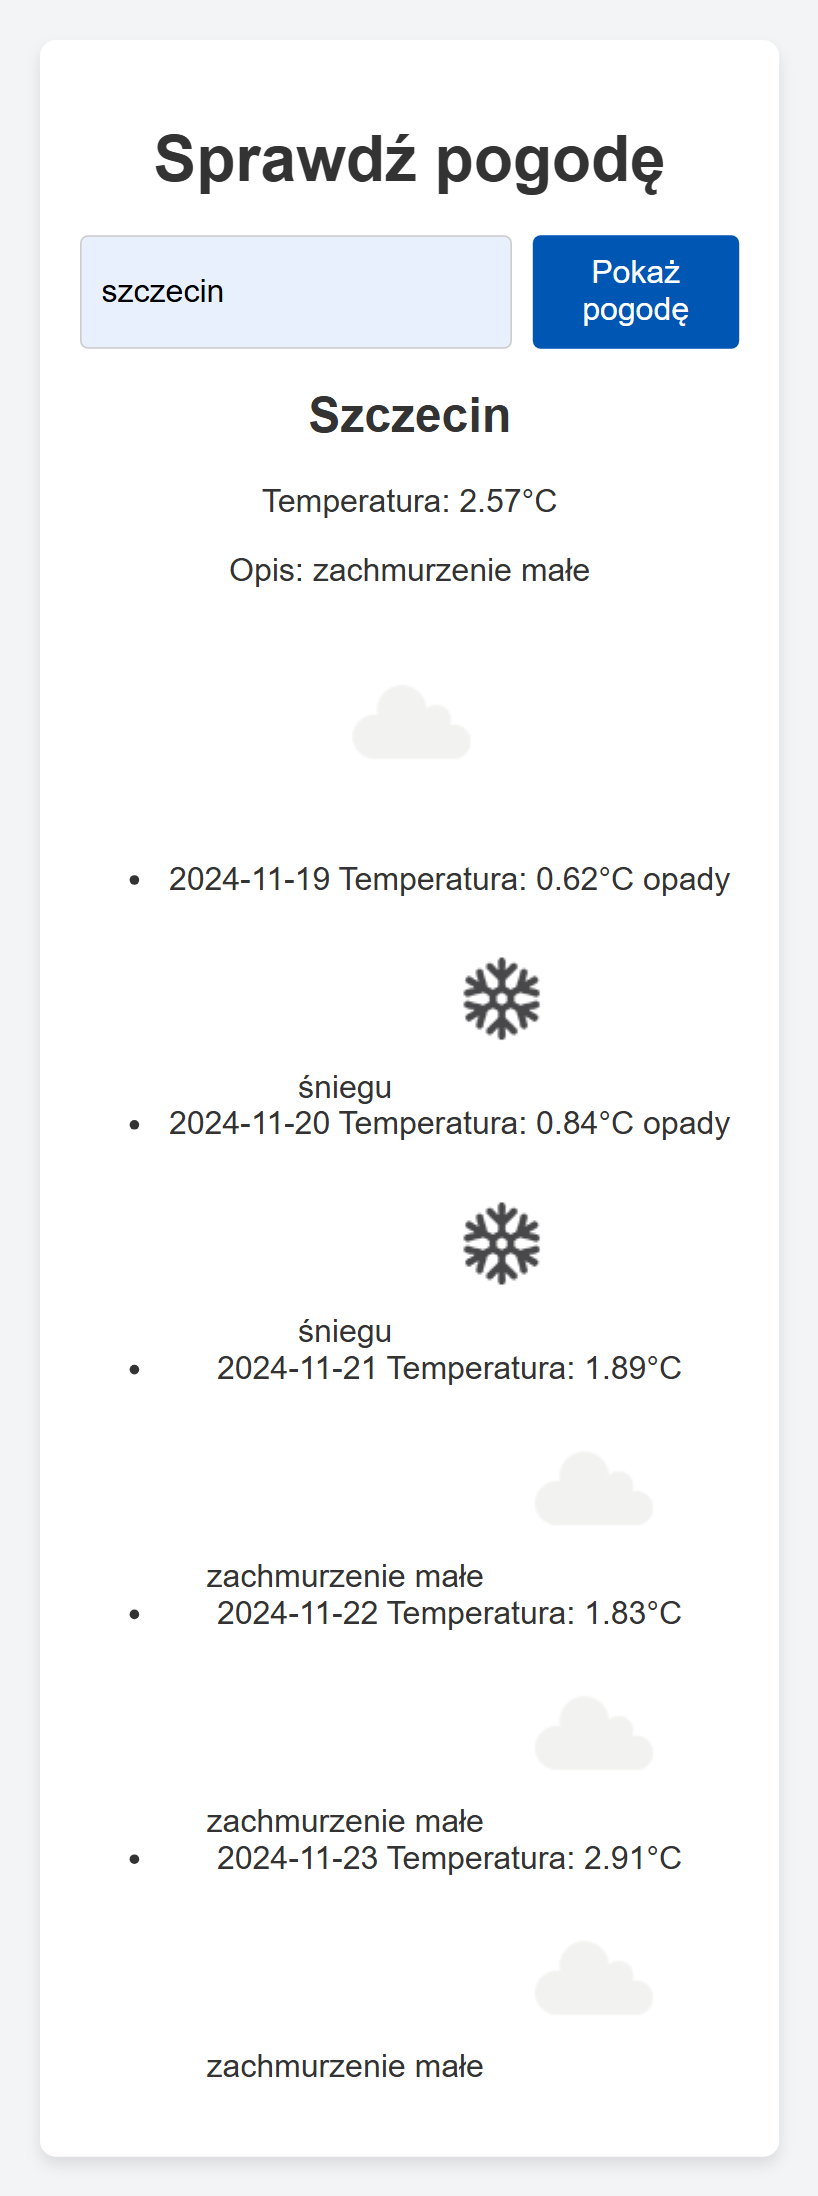 Sprawdź pogodę
szczecin
Pokaż
pogodę
Szczecin
Temperatura: 2.57°C
Opis: zachmurzenie małe
• 2024-11-19 Temperatura: 0.62°C opady
śniegu
• 2024-11-20 Temperatura: 0.84°C opady
śniegu
• 2024-11-21 Temperatura: 1.89°C
zachmurzenie małe
• 2024-11-22 Temperatura: 1.83°C
zachmurzenie małe
• 2024-11-23 Temperatura: 2.91°C
zachmurzenie małe